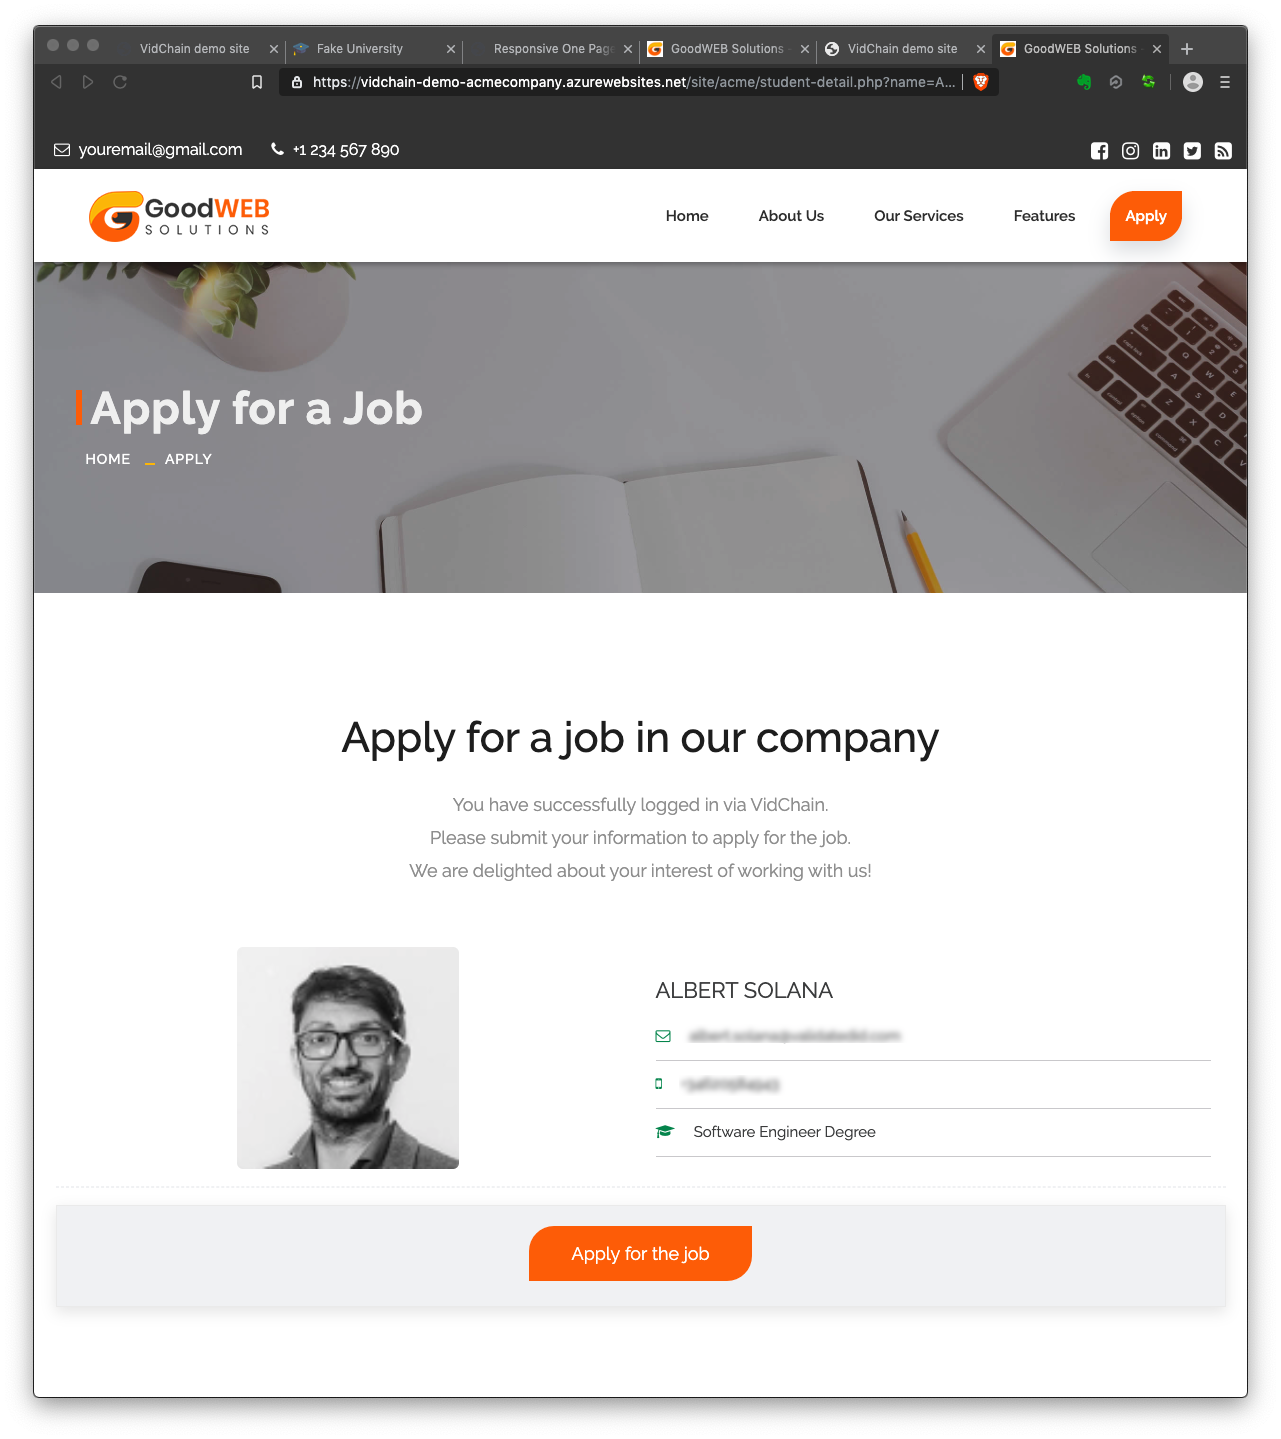 VidChain demo site
Fake University
Responsive One Page
GoodWEB Solutions -
VidChain demo site
GoodWEB Solutions -
https://vidchain-demo-acmecompany.azurewebsites.net/site/acme/student-detail.php?name=A...
youremail@gmail.com
+1 234 567 890
GoodWEB
SOLUTIONS
Home
About Us
Our Services
Features
Apply
Apply for a Job
HOME _ APPLY
Apply for a job in our company
You have successfully logged in via VidChain.
Please submit your information to apply for the job.
We are delighted about your interest of working with us!
ALBERT SOLANA
Software Engineer Degree
Apply for the job